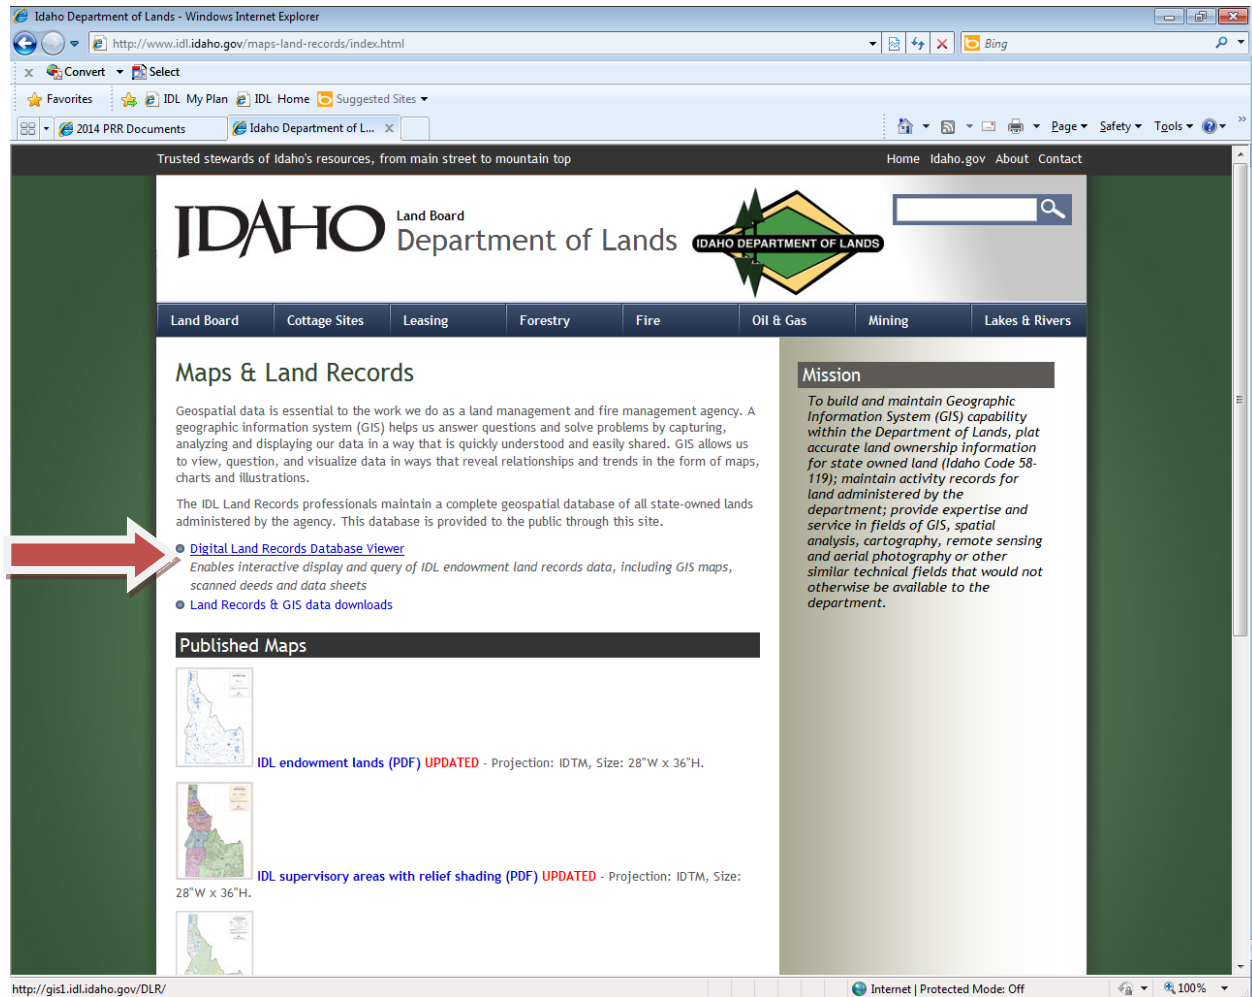 Idaho Department of Lands - Windows Internet Explorer
http://www.idl.idaho.gov/maps-land-records/index.html
Bing
x Convert Select
Favorites IDL My Plan IDL Home Suggested Sites
2014 PRR Documents Idaho Department of L... x Page Safety Tools
Trusted stewards of Idaho's resources, from main street to mountain top Home Idaho.gov About Contact
IDAHO Land Board
Department of Lands
IDAHO DEPARTMENT OF LANDS
Land Board Cottage Sites Leasing Forestry Fire Oil & Gas Mining Lakes & Rivers
Maps & Land Records
Geospatial data is essential to the work we do as a land management and fire management agency. A
geographic information system (GIS) helps us answer questions and solve problems by capturing,
analyzing and displaying our data in a way that is quickly understood and easily shared. GIS allows us
to view, question, and visualize data in ways that reveal relationships and trends in the form of maps,
charts and illustrations.
The IDL Land Records professionals maintain a complete geospatial database of all state-owned lands
administered by the agency. This database is provided to the public through this site.
Digital Land Records Database Viewer
Enables interactive display and query of IDL endowment land records data, including GIS maps,
scanned deeds and data sheets
Land Records & GIS data downloads
Published Maps
IDL endowment lands (PDF) UPDATED - Projection: IDTM, Size: 28"W x 36"H.
IDL supervisory areas with relief shading (PDF) UPDATED - Projection: IDTM, Size:
28"W x 36"H.
Mission
To build and maintain Geographic
Information System (GIS) capability
within the Department of Lands, plat
accurate land ownership information
for state owned land (Idaho Code 58-
119); maintain activity records for
land administered by the
department; provide expertise and
service in fields of GIS, spatial
analysis, cartography, remote sensing
and aerial photography or other
similar technical fields that would not
otherwise be available to the
department.
http://gis1.idl.idaho.gov/DLR/ Internet | Protected Mode: Off 100%